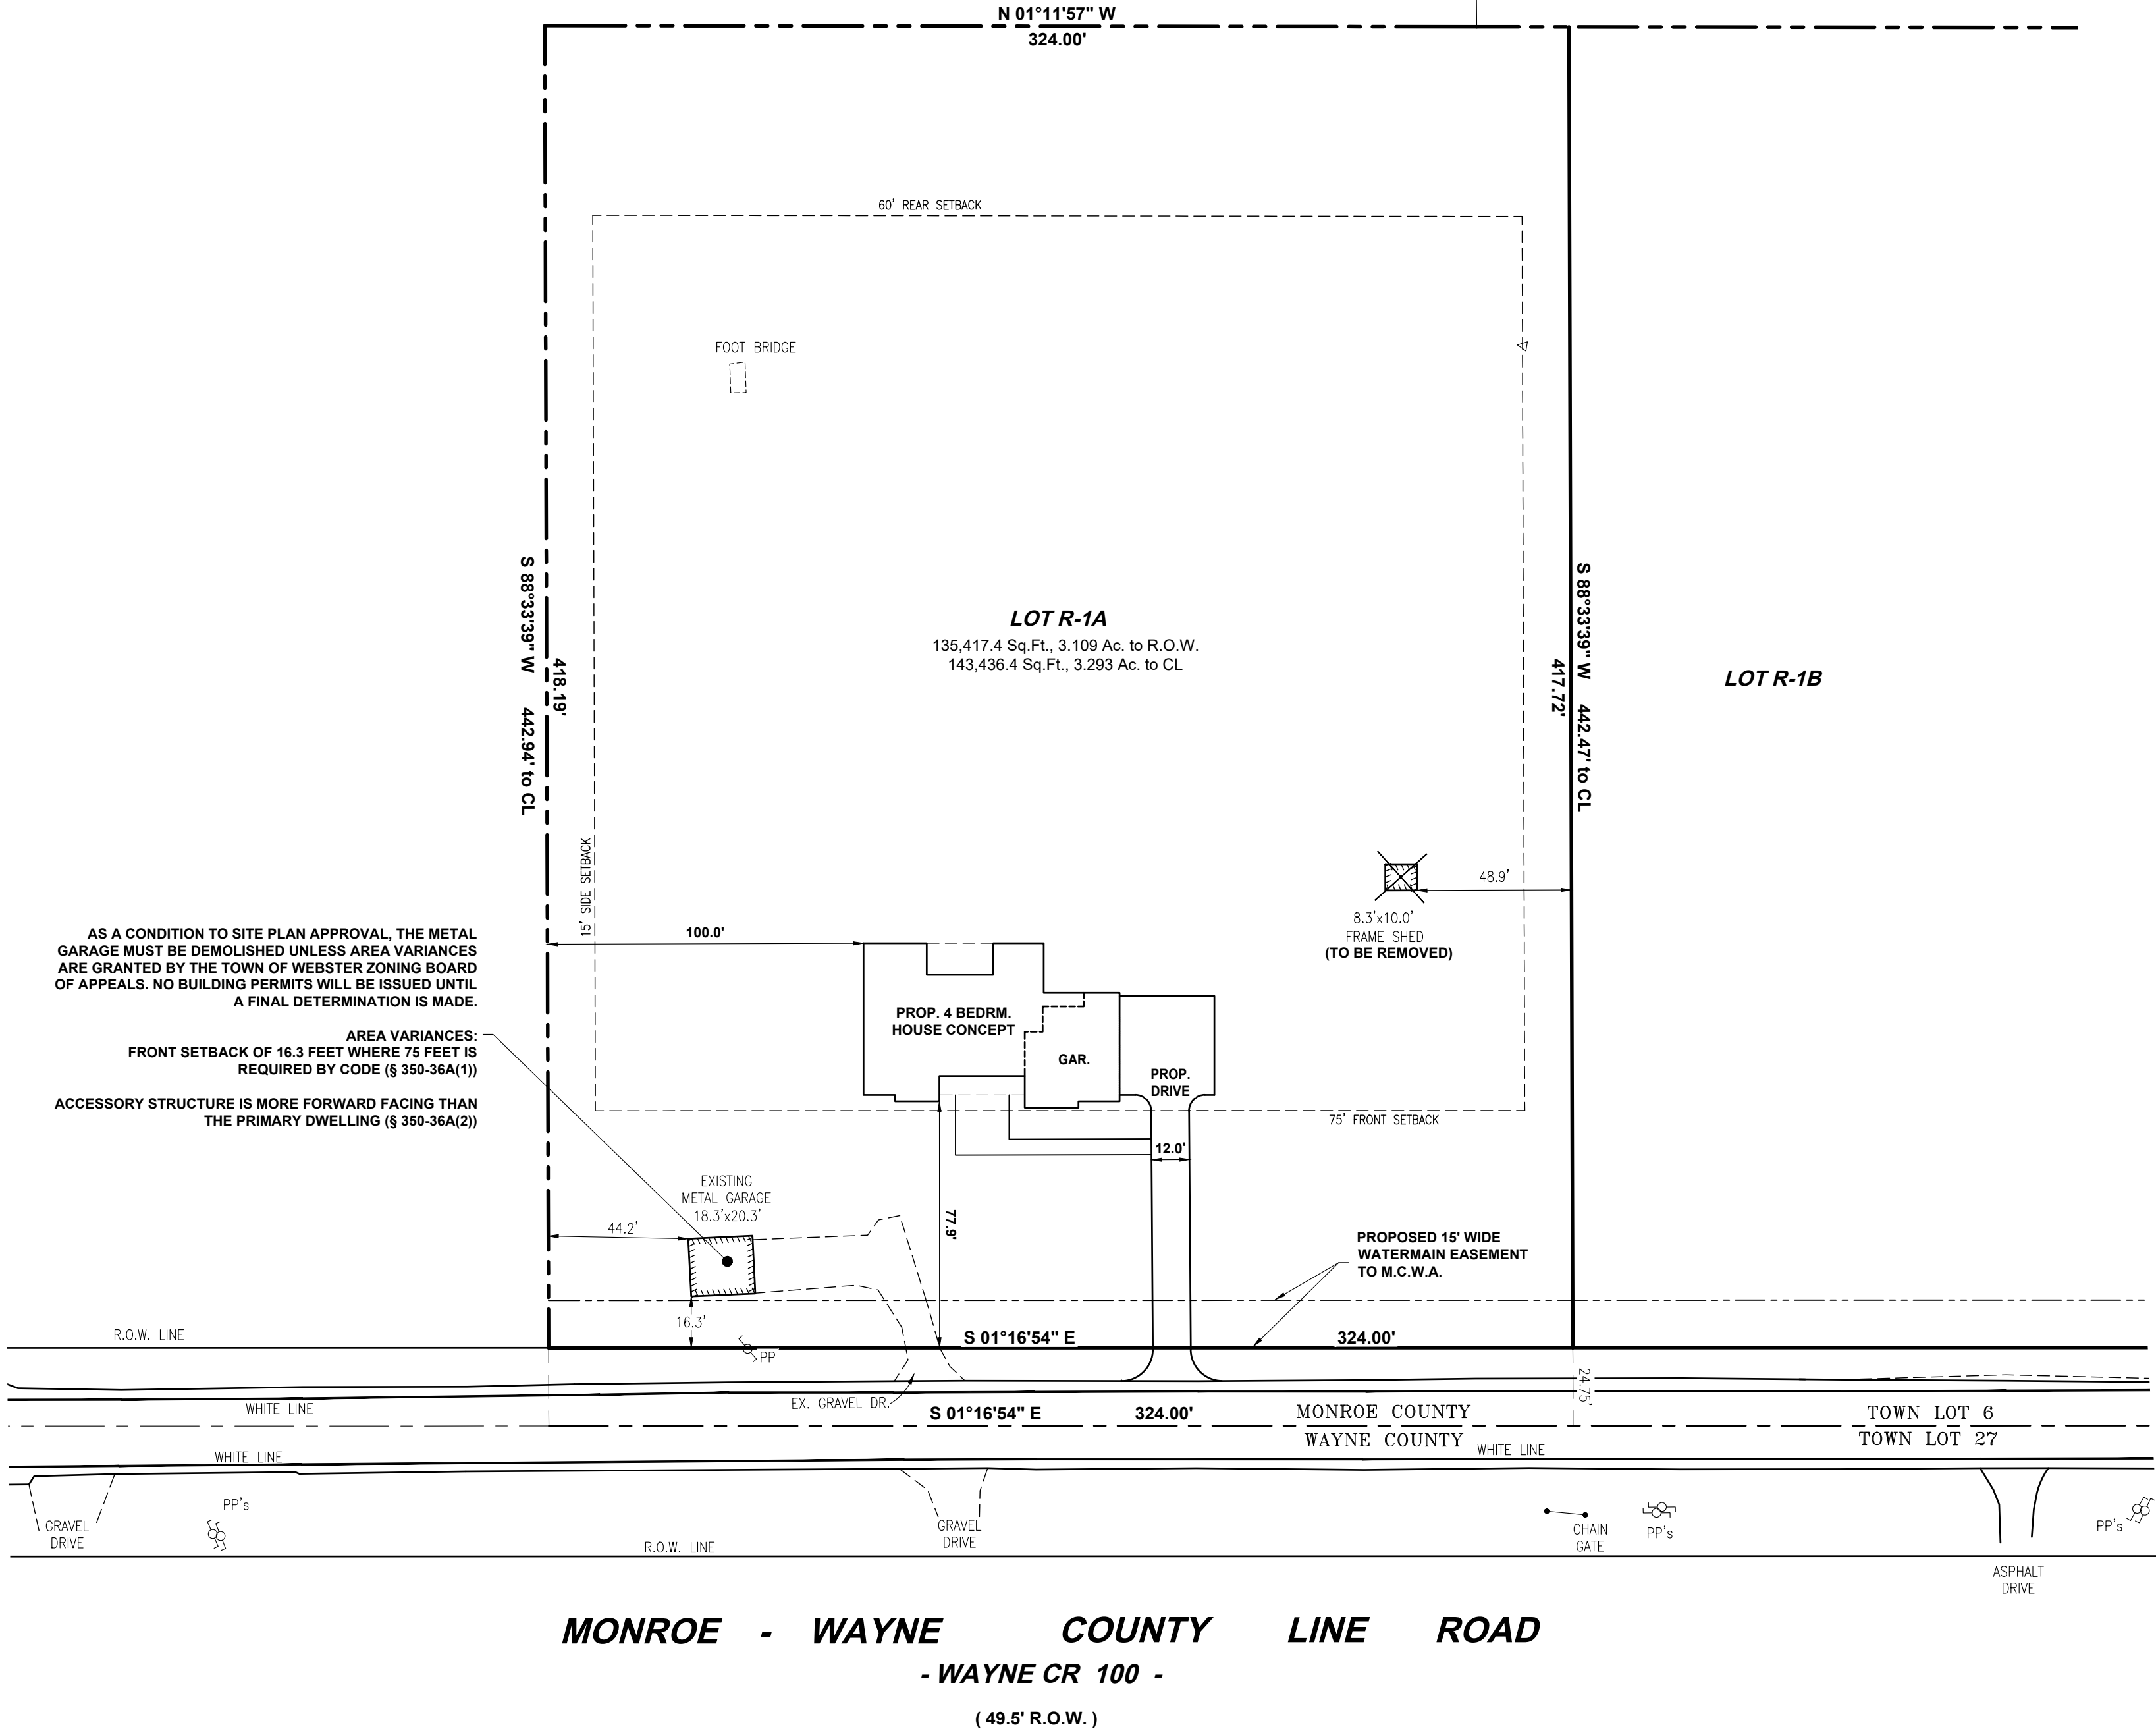 N 01°11'57" W
324.00'
60' REAR SETBACK
FOOT BRIDGE
S 88°33'39" W 442.94' to CL
418.19'
LOT R-1A
135,417.4 Sq.Ft., 3.109 Ac. to R.O.W.
143,436.4 Sq.Ft., 3.293 Ac. to CL
417.72'
S 88°33'39" W 442.47' to CL
LOT R-1B
15' SIDE SETBACK
48.9'
8.3'x10.0'
FRAME SHED
(TO BE REMOVED)
100.0'
AS A CONDITION TO SITE PLAN APPROVAL, THE METAL
GARAGE MUST BE DEMOLISHED UNLESS AREA VARIANCES
ARE GRANTED BY THE TOWN OF WEBSTER ZONING BOARD
OF APPEALS. NO BUILDING PERMITS WILL BE ISSUED UNTIL
A FINAL DETERMINATION IS MADE.
AREA VARIANCES:
FRONT SETBACK OF 16.3 FEET WHERE 75 FEET IS
REQUIRED BY CODE (§ 350-36A(1))
ACCESSORY STRUCTURE IS MORE FORWARD FACING THAN
THE PRIMARY DWELLING (§ 350-36A(2))
PROP. 4 BEDRM.
HOUSE CONCEPT
GAR.
PROP.
DRIVE
75' FRONT SETBACK
12.0'
EXISTING
METAL GARAGE
18.3'x20.3'
44.2'
77.9'
PROPOSED 15' WIDE
WATERMAIN EASEMENT
TO M.C.W.A.
16.3'
R.O.W. LINE
PP
S 01°16'54" E 324.00'
24.75'
WHITE LINE
EX. GRAVEL DR.
S 01°16'54" E 324.00'
MONROE COUNTY
TOWN LOT 6
WAYNE COUNTY
TOWN LOT 27
WHITE LINE
WHITE LINE
PP's
GRAVEL
DRIVE
GRAVEL
DRIVE
CHAIN
GATE
PP's
PP's
R.O.W. LINE
ASPHALT
DRIVE
MONROE - WAYNE COUNTY LINE ROAD
- WAYNE CR 100 -
( 49.5' R.O.W. )